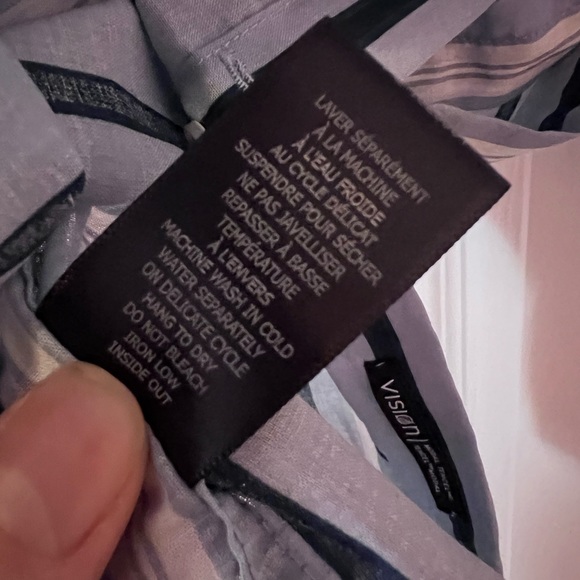 LAVER SÉPARÉMENT
À LA MACHINE
À L'EAU FROIDE
AU CYCLE DÉLICAT
SUSPENDRE POUR SÉCHER
NE PAS JAVELLISER
REPASSER À BASSE
TEMPÉRATURE
À L'ENVERS
MACHINE WASH IN COLD
WATER SEPARATELY
ON DELICATE CYCLE
HANG TO DRY
DO NOT BLEACH
IRON LOW
INSIDE OUT
VISION/